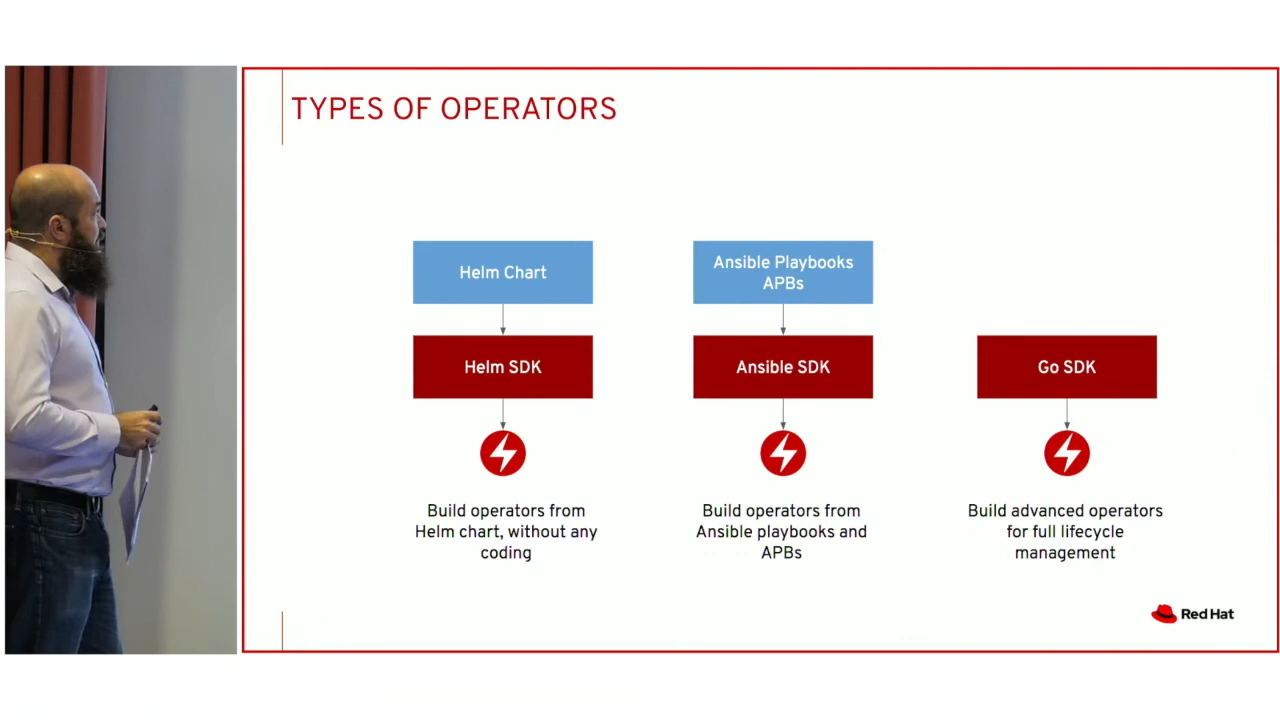 TYPES OF OPERATORS
Helm Chart
Ansible Playbooks
APBs
Helm SDK
Ansible SDK
Go SDK
Build operators from
Helm chart, without any
coding
Build operators from
Ansible playbooks and
APBs
Build advanced operators
for full lifecycle
management
Red Hat